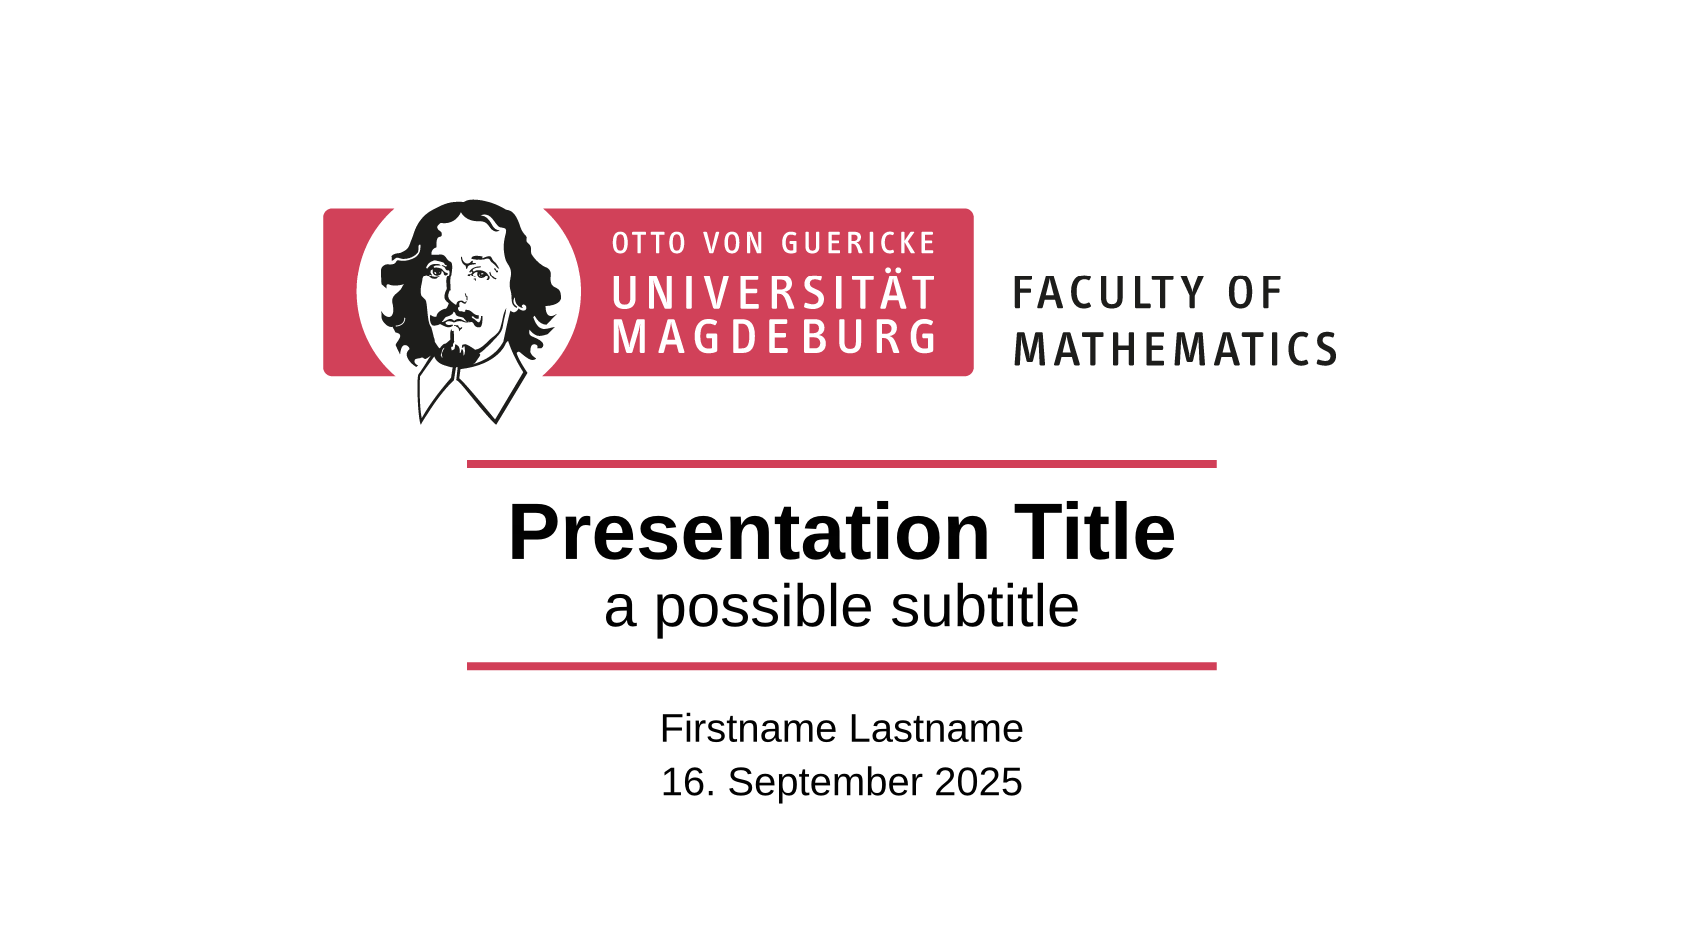 OTTO VON GUERICKE
UNIVERSITÄT
MAGDEBURG
FACULTY OF
MATHEMATICS
Presentation Title
a possible subtitle
Firstname Lastname
16. September 2025